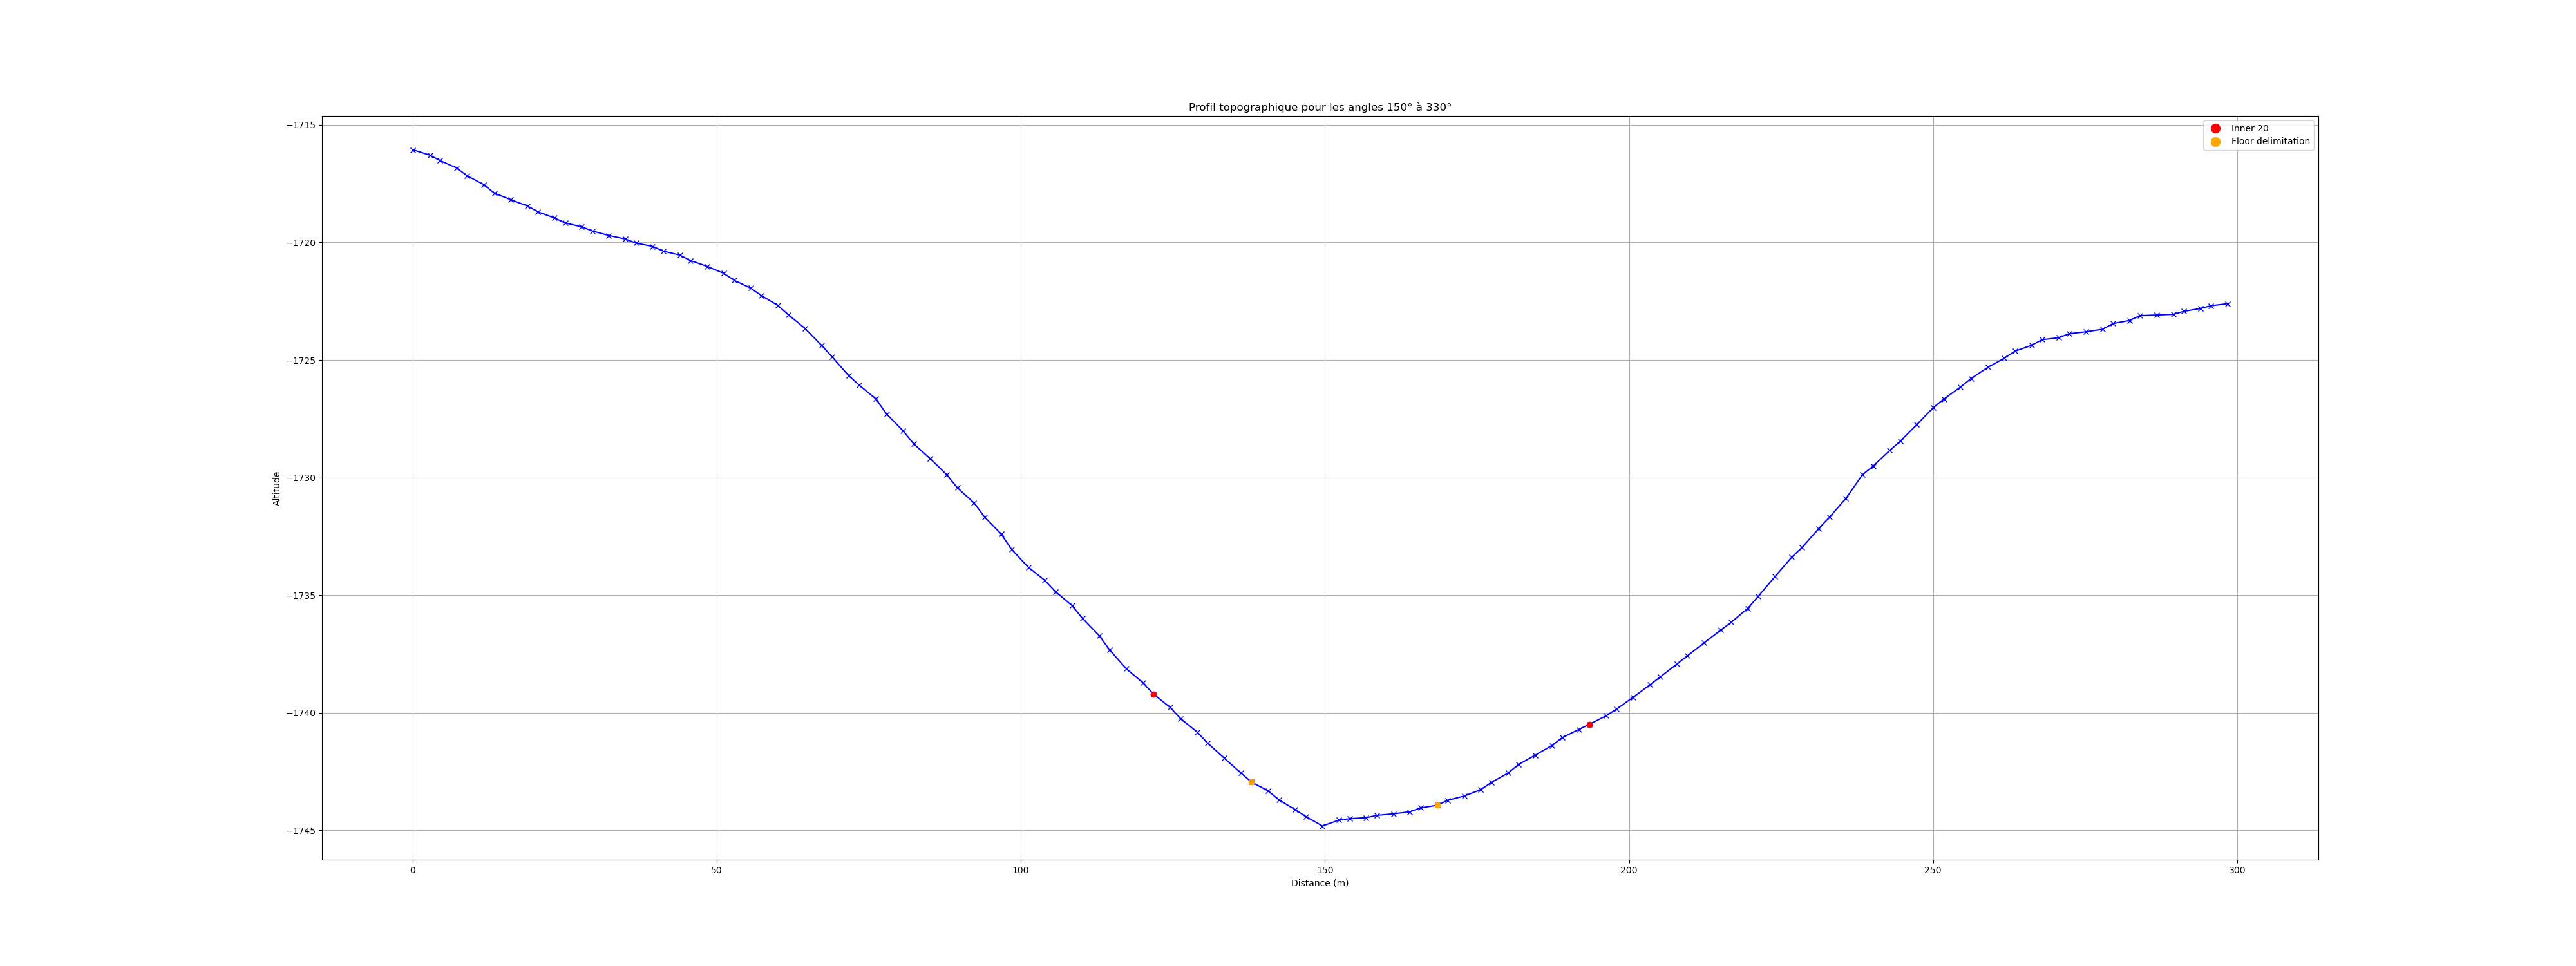 Profil topographique pour les angles 150° à 330°
Inner 20
Floor delimitation
−1715
−1720
−1725
−1730
−1735
−1740
−1745
Altitude
0 50 100 150 200 250 300
Distance (m)